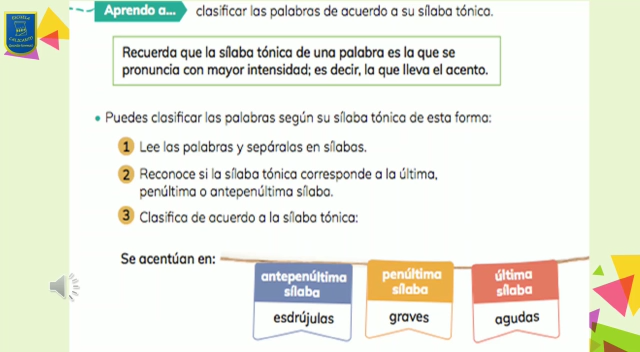 Aprendo a... clasificar las palabras de acuerdo a su sílaba tónica.
Recuerda que la sílaba tónica de una palabra es la que se
pronuncia con mayor intensidad; es decir, la que lleva el acento.
• Puedes clasificar las palabras según su sílaba tónica de esta forma:
1 Lee las palabras y sepáralas en sílabas.
2 Reconoce si la sílaba tónica corresponde a la última,
penúltima o antepenúltima sílaba.
3 Clasifica de acuerdo a la sílaba tónica:
Se acentúan en:
antepenúltima
sílaba
esdrújulas
penúltima
sílaba
graves
última
sílaba
agudas